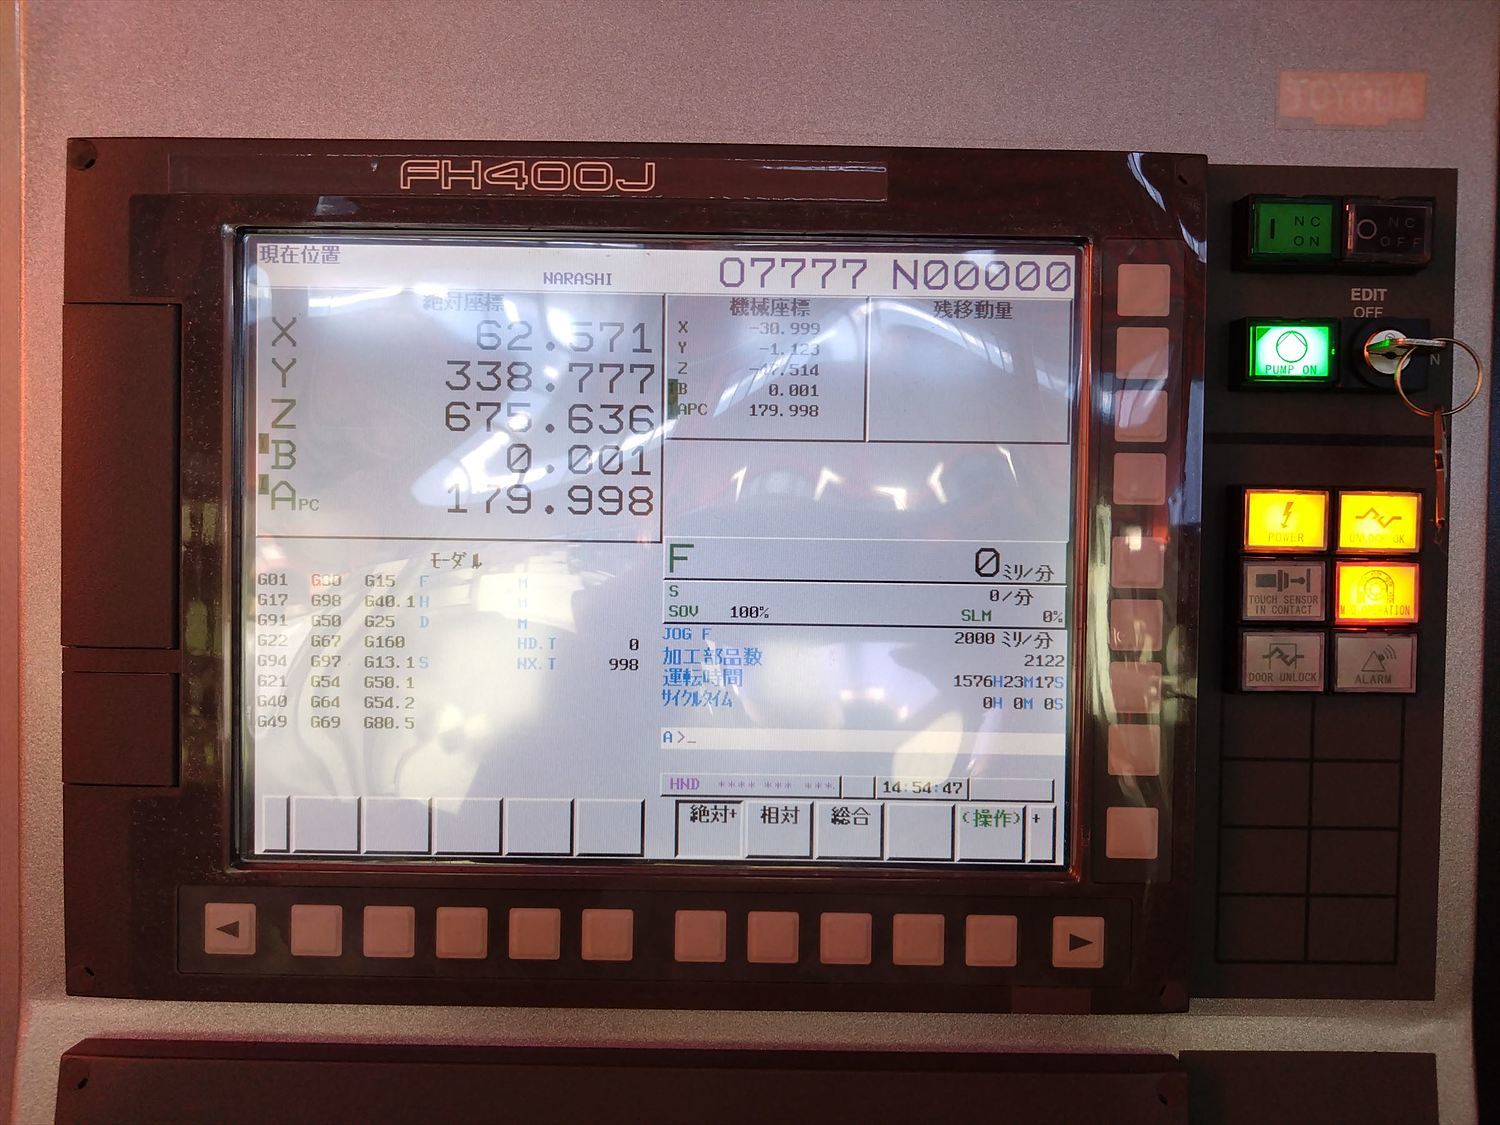 TOYODA
FH400J
現在位置
NARASHI
O7777 N00000
絶対座標
X 62.571
Y 338.777
Z 675.636
B 0.001
APC 179.998
機械座標
X -30.999
Y -1.123
Z
B 0.001
APC 179.998
残移動量
モーダル
G01 G80 G15 F M
G17 G98 G40.1 H M
G91 G50 G25 D M
G22 G67 G160 HD.T 0
G94 G97 G13.1 S NX.T 998
G21 G54 G50.1
G40 G64 G54.2
G49 G69 G80.5
F 0 ミリ/分
S 0/分
SOV 100% SLM 0%
JOG F 2000 ミリ/分
加工部品数 2122
運転時間 1576H23M17S
サイクルタイム 0H 0M 0S
A >_
HND **** *** ***
14:54:47
絶対+ 相対 総合 (操作) +
NC
ON
NC
OFF
EDIT
OFF
PUMP ON
N
POWER
UNLOCK OK
TOUCH SENSOR
IN CONTACT
DOOR UNLOCK
ALARM